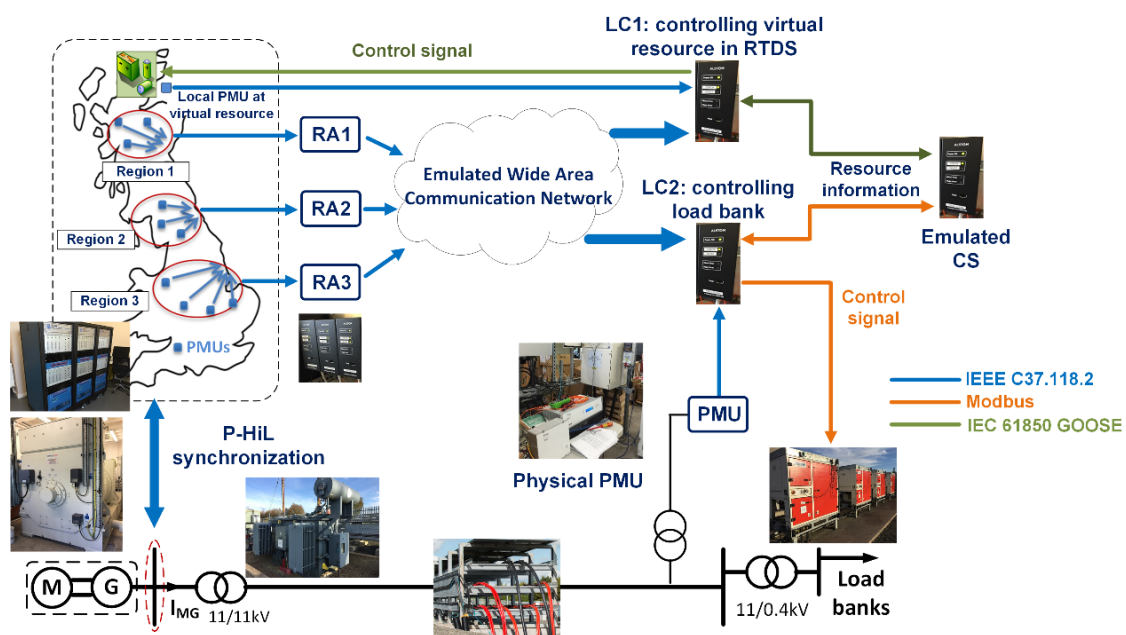 LC1: controlling virtual
resource in RTDS
Control signal
Local PMU at
virtual resource
RA1
Region 1
Emulated Wide Area
Communication Network
Resource
information
LC2: controlling
load bank
RA2
Region 2
Emulated
CS
RA3
Region 3
Control
signal
PMUs
IEEE C37.118.2
Modbus
IEC 61850 GOOSE
PMU
P-HiL
synchronization
Physical PMU
M
G
IMG
11/11kV
11/0.4kV
Load
banks